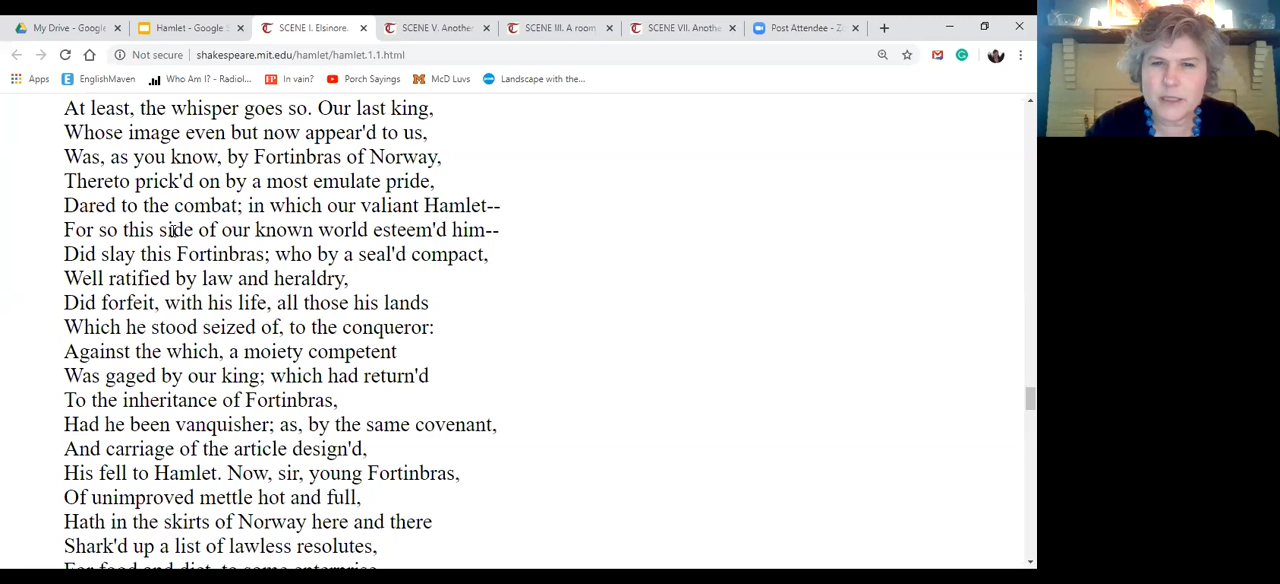 My Drive - Google
Hamlet - Google S
SCENE I. Elsinore.
SCENE V. Another
SCENE III. A room
SCENE VII. Anothe
Post Attendee - Z
Not secure
shakespeare.mit.edu/hamlet/hamlet.1.1.html
Apps
EnglishMaven
Who Am I? - Radiol...
In vain?
Porch Sayings
McD Luvs
Landscape with the...
At least, the whisper goes so. Our last king,
Whose image even but now appear'd to us,
Was, as you know, by Fortinbras of Norway,
Thereto prick'd on by a most emulate pride,
Dared to the combat; in which our valiant Hamlet--
For so this side of our known world esteem'd him--
Did slay this Fortinbras; who by a seal'd compact,
Well ratified by law and heraldry,
Did forfeit, with his life, all those his lands
Which he stood seized of, to the conqueror:
Against the which, a moiety competent
Was gaged by our king; which had return'd
To the inheritance of Fortinbras,
Had he been vanquisher; as, by the same covenant,
And carriage of the article design'd,
His fell to Hamlet. Now, sir, young Fortinbras,
Of unimproved mettle hot and full,
Hath in the skirts of Norway here and there
Shark'd up a list of lawless resolutes,
For food and diet, to some enterprise